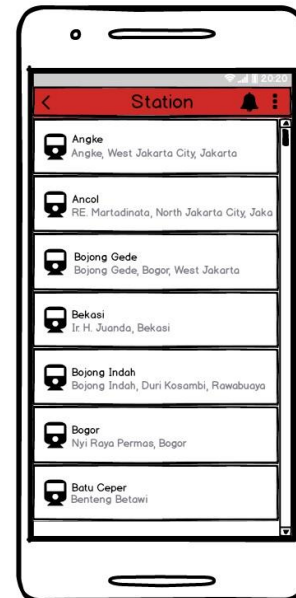 20:20
Station
Angke
Angke, West Jakarta City, Jakarta
Ancol
RE. Martadinata, North Jakarta City, Jaka
Bojong Gede
Bojong Gede, Bogor, West Jakarta
Bekasi
Ir. H. Juanda, Bekasi
Bojong Indah
Bojong Indah, Duri Kosambi, Rawabuaya
Bogor
Nyi Raya Permas, Bogor
Batu Ceper
Benteng Betawi